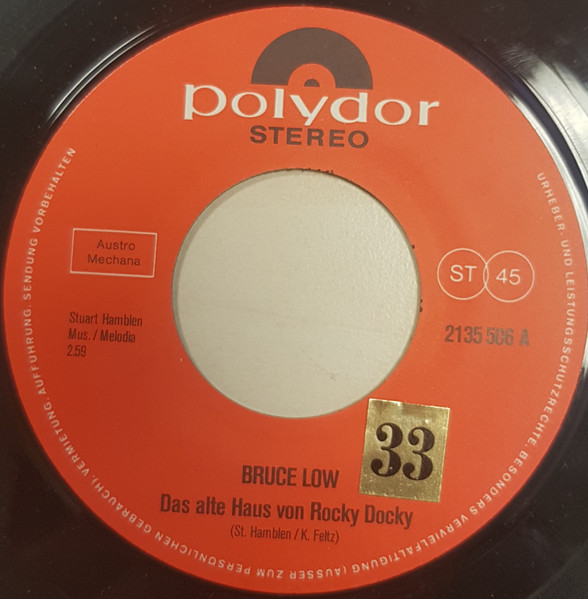 polydor
STEREO
Austro
Mechana
ST 45
Stuart Hamblen
Mus. / Melodia
2.59
2135 506 A
33
BRUCE LOW
Das alte Haus von Rocky Docky
(St. Hamblen / K. Feltz)
URHEBER- UND LEISTUNGSSCHUTZRECHTE, BESONDERS VERVIELFÄLTIGUNG (AUSSER ZUM PERSÖNLICHEN GEBRAUCH), VERMIETUNG, AUFFÜHRUNG, SENDUNG VORBEHALTEN